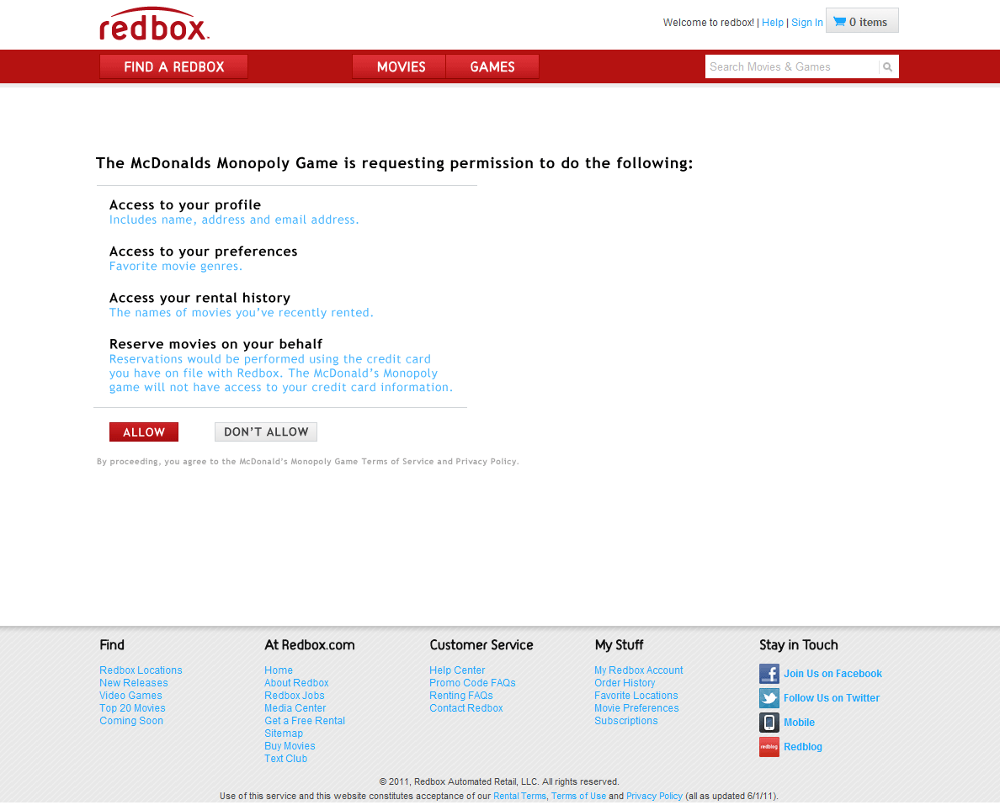 redbox.
Welcome to redbox! | Help | Sign In 0 items
FIND A REDBOX MOVIES GAMES Search Movies & Games
The McDonalds Monopoly Game is requesting permission to do the following:
Access to your profile
Includes name, address and email address.
Access to your preferences
Favorite movie genres.
Access your rental history
The names of movies you've recently rented.
Reserve movies on your behalf
Reservations would be performed using the credit card
you have on file with Redbox. The McDonald's Monopoly
game will not have access to your credit card information.
ALLOW DON'T ALLOW
By proceeding, you agree to the McDonald's Monopoly Game Terms of Service and Privacy Policy.
Find
Redbox Locations
New Releases
Video Games
Top 20 Movies
Coming Soon
At Redbox.com
Home
About Redbox
Redbox Jobs
Media Center
Get a Free Rental
Sitemap
Buy Movies
Text Club
Customer Service
Help Center
Promo Code FAQs
Renting FAQs
Contact Redbox
My Stuff
My Redbox Account
Order History
Favorite Locations
Movie Preferences
Subscriptions
Stay in Touch
Join Us on Facebook
Follow Us on Twitter
Mobile
redblog Redblog
© 2011, Redbox Automated Retail, LLC. All rights reserved.
Use of this service and this website constitutes acceptance of our Rental Terms, Terms of Use and Privacy Policy (all as updated 6/1/11).